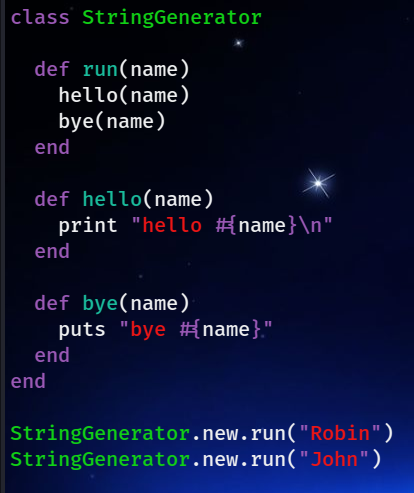 class StringGenerator
  def run(name)
    hello(name)
    bye(name)
  end
  def hello(name)
    print "hello #{name}\n"
  end
  def bye(name)
    puts "bye #{name}"
  end
end
StringGenerator.new.run("Robin")
StringGenerator.new.run("John")